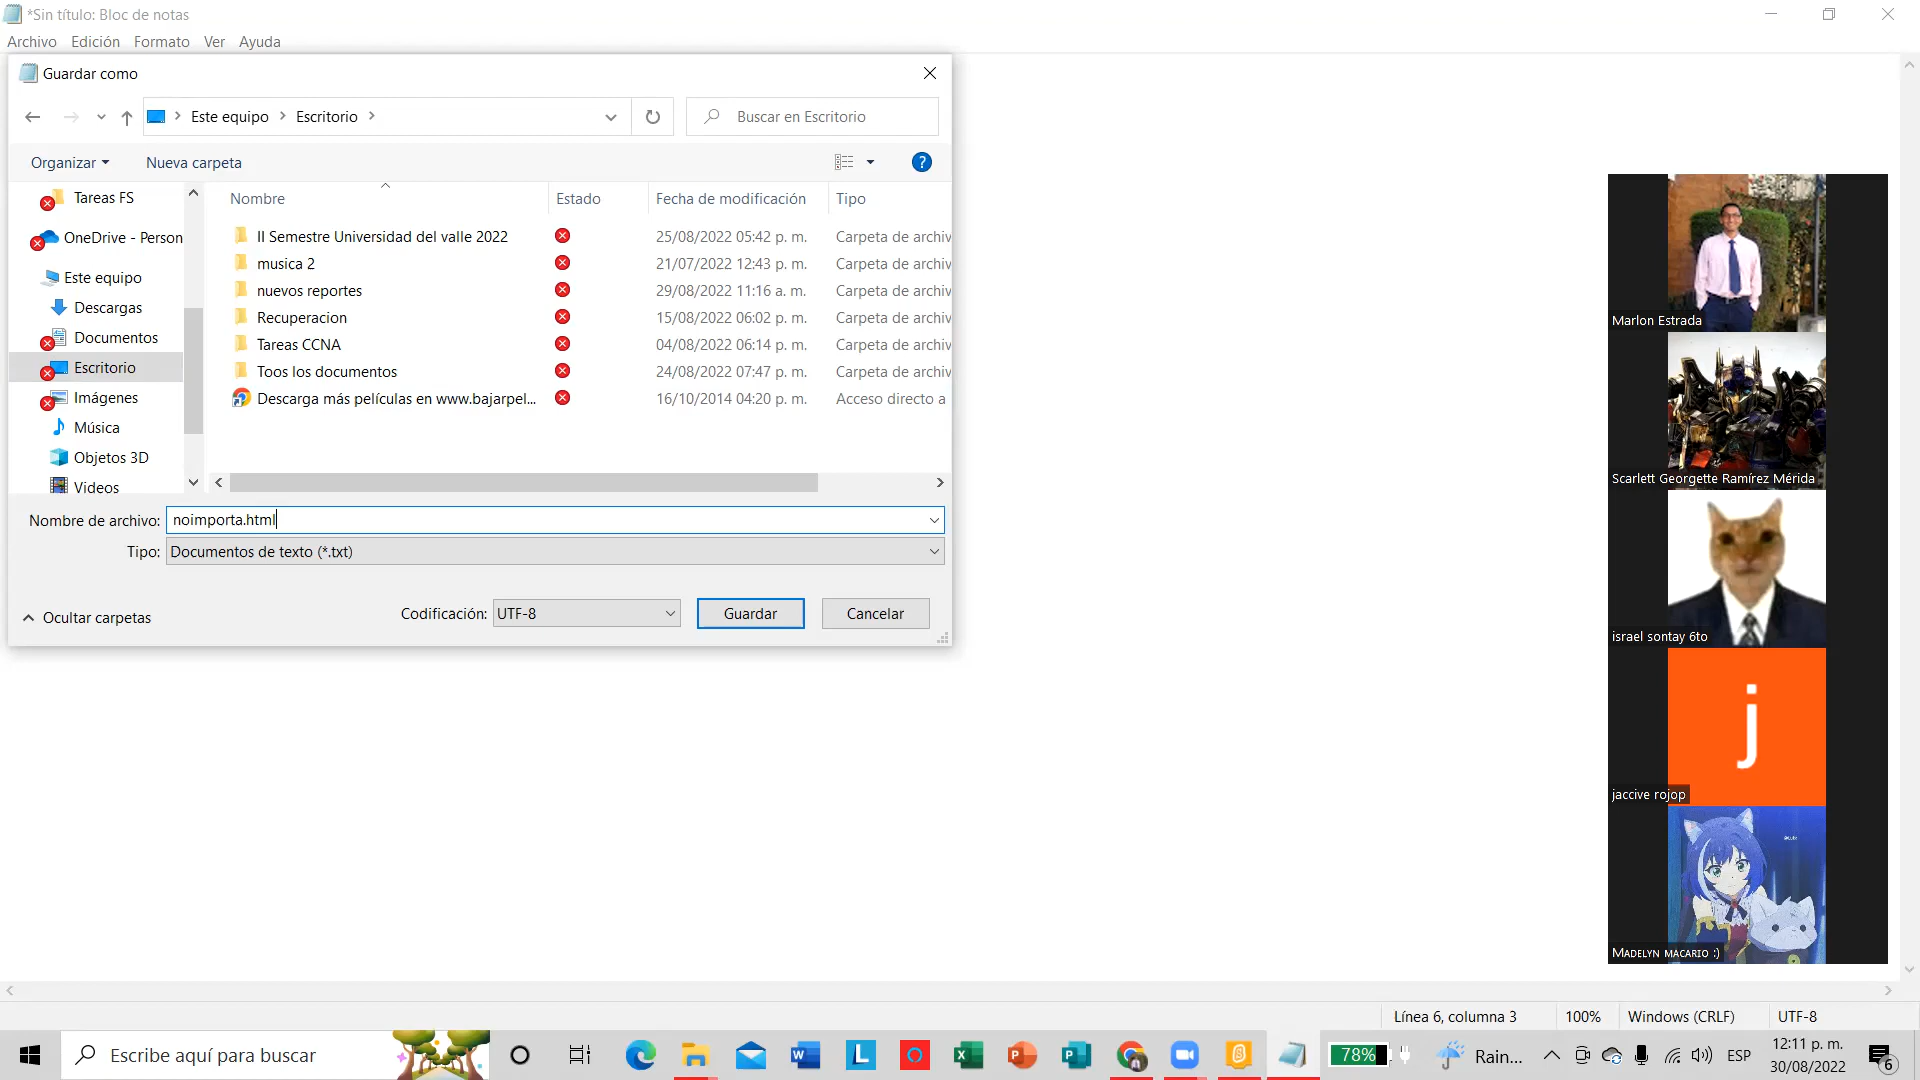 *Sin título: Bloc de notas
Archivo Edición Formato Ver Ayuda
Guardar como
Este equipo > Escritorio >
Buscar en Escritorio
Organizar Nueva carpeta
Nombre Estado Fecha de modificación Tipo
Tareas FS
OneDrive - Person
Este equipo
Descargas
Documentos
Escritorio
Imágenes
Música
Objetos 3D
Videos
II Semestre Universidad del valle 2022 25/08/2022 05:42 p. m. Carpeta de archiv
musica 2 21/07/2022 12:43 p. m. Carpeta de archiv
nuevos reportes 29/08/2022 11:16 a. m. Carpeta de archiv
Recuperacion 15/08/2022 06:02 p. m. Carpeta de archiv
Tareas CCNA 04/08/2022 06:14 p. m. Carpeta de archiv
Toos los documentos 24/08/2022 07:47 p. m. Carpeta de archiv
Descarga más películas en www.bajarpel... 16/10/2014 04:20 p. m. Acceso directo a
Nombre de archivo: noimporta.html
Tipo: Documentos de texto (*.txt)
Ocultar carpetas
Codificación: UTF-8 Guardar Cancelar
Marlon Estrada
Scarlett Georgette Ramírez Mérida
israel sontay 6to
j
jaccive rojop
Madelyn macario :)
Línea 6, columna 3 100% Windows (CRLF) UTF-8
Escribe aquí para buscar
78% Rain... ESP
12:11 p. m.
30/08/2022
6